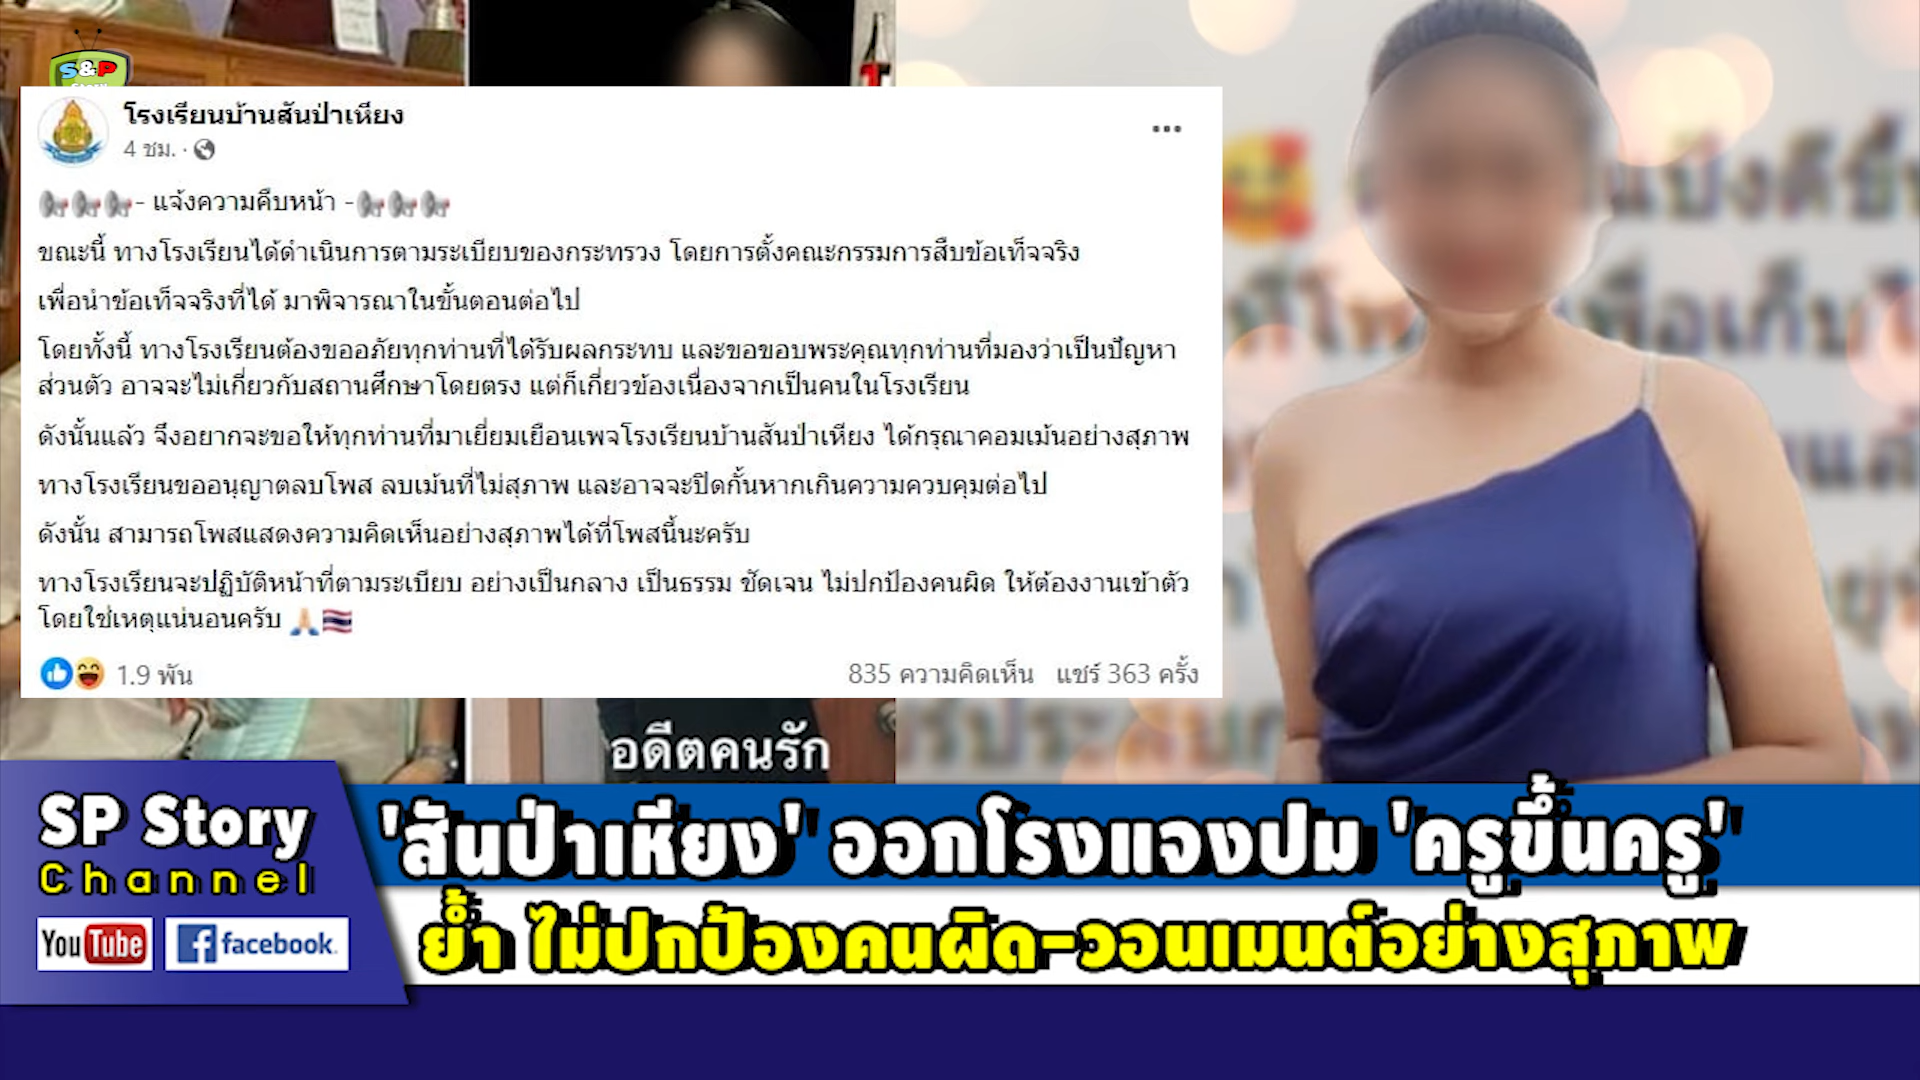 S&P
โรงเรียนบ้านสันป่าเหียง
4 ชม. ·
- แจ้งความคืบหน้า -
ขณะนี้ ทางโรงเรียนได้ดำเนินการตามระเบียบของกระทรวง โดยการตั้งคณะกรรมการสืบข้อเท็จจริง
เพื่อนำข้อเท็จจริงที่ได้ มาพิจารณาในขั้นตอนต่อไป
โดยทั้งนี้ ทางโรงเรียนต้องขออภัยทุกท่านที่ได้รับผลกระทบ และขอขอบพระคุณทุกท่านที่มองว่าเป็นปัญหา
ส่วนตัว อาจจะไม่เกี่ยวกับสถานศึกษาโดยตรง แต่ก็เกี่ยวข้องเนื่องจากเป็นคนในโรงเรียน
ดังนั้นแล้ว จึงอยากจะขอให้ทุกท่านที่มาเยี่ยมเยือนเพจโรงเรียนบ้านสันป่าเหียง ได้กรุณาคอมเม้นอย่างสุภาพ
ทางโรงเรียนขออนุญาตลบโพส ลบเม้นที่ไม่สุภาพ และอาจจะปิดกั้นหากเกินความควบคุมต่อไป
ดังนั้น สามารถโพสแสดงความคิดเห็นอย่างสุภาพได้ที่โพสนี้นะครับ
ทางโรงเรียนจะปฏิบัติหน้าที่ตามระเบียบ อย่างเป็นกลาง เป็นธรรม ชัดเจน ไม่ปกป้องคนผิด ให้ต้องงานเข้าตัว
โดยใช่เหตุแน่นอนครับ
1.9 พัน
835 ความคิดเห็น แชร์ 363 ครั้ง
อดีตคนรัก
SP Story
Channel
YouTube facebook
'สันป่าเหียง' ออกโรงแจงปม 'ครูขึ้นครู'
ย้ำ ไม่ปกป้องคนผิด-วอนเมนต์อย่างสุภาพ